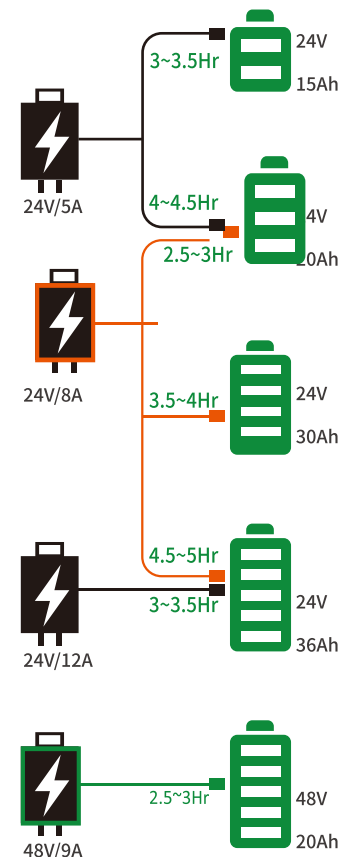 24V
3~3.5Hr
15Ah
4~4.5Hr
24V/5A
4V
2.5~3Hr
20Ah
24V/8A
3.5~4Hr
24V
30Ah
4.5~5Hr
3~3.5Hr
24V
36Ah
24V/12A
2.5~3Hr
48V
20Ah
48V/9A